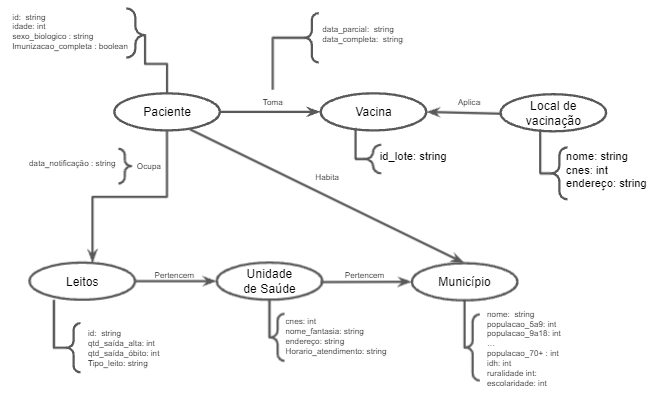 id: string
idade: int
sexo_biologico : string
Imunizacao_completa : boolean
data_parcial: string
data_completa: string
Paciente
Toma
Vacina
Aplica
Local de
vacinação
id_lote: string
nome: string
cnes: int
endereço: string
data_notificação : string
Ocupa
Habita
Leitos
Pertencem
Unidade
de Saúde
Pertencem
Município
id: string
qtd_saída_alta: int
qtd_saída_óbito: int
Tipo_leito: string
cnes: int
nome_fantasia: string
endereço: string
Horario_atendimento: string
nome: string
populacao_5a9: int
populacao_9a18: int
...
populacao_70+ : int
idh: int
ruralidade int:
escolaridade: int